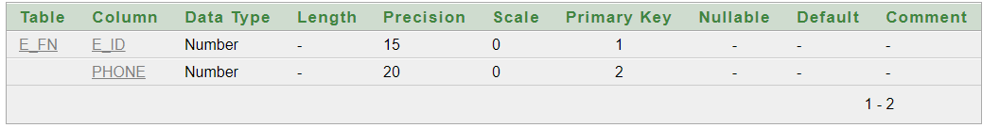 Table Column Data Type Length Precision Scale Primary Key Nullable Default Comment
E_FN E_ID Number - 15 0 1 - - -
PHONE Number - 20 0 2 - - -
1 - 2